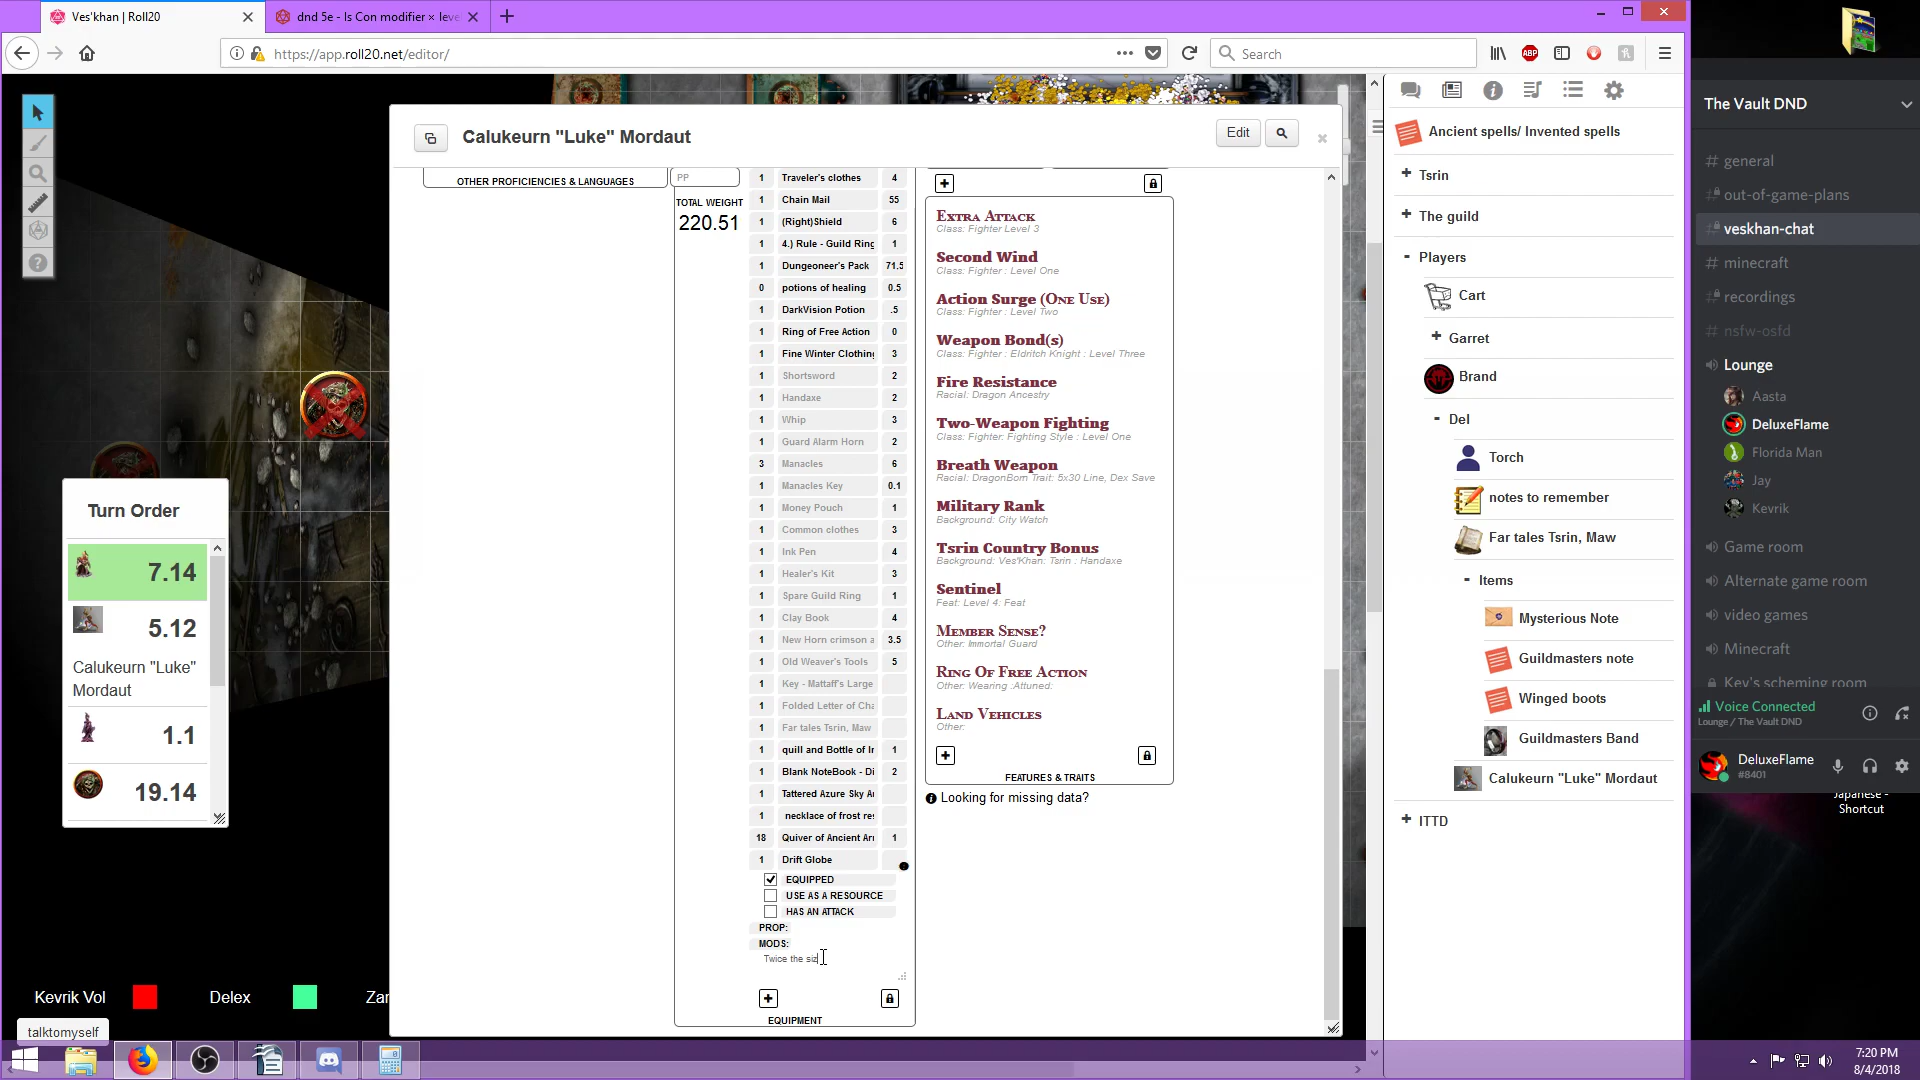 Ves'khan | Roll20
dnd 5e - Is Con modifier × leve
https://app.roll20.net/editor/
Search
ABP
Calukeurn "Luke" Mordaut
Edit
OTHER PROFICIENCIES & LANGUAGES
PP
TOTAL WEIGHT
220.51
1 Traveler's clothes 4
1 Chain Mail 55
1 (Right)Shield 6
1 4.) Rule - Guild Ring 1
1 Dungeoneer's Pack 71.5
0 potions of healing 0.5
1 DarkVision Potion .5
1 Ring of Free Action 0
1 Fine Winter Clothing 3
1 Shortsword 2
1 Handaxe 2
1 Whip 3
1 Guard Alarm Horn 2
3 Manacles 6
1 Manacles Key 0.1
1 Money Pouch 1
1 Common clothes 3
1 Ink Pen 4
1 Healer's Kit 3
1 Spare Guild Ring 1
1 Clay Book 4
1 New Horn crimson a 3.5
1 Old Weaver's Tools 5
1 Key - Mattaff's Large
1 Folded Letter of Cha
1 Far tales Tsrin, Maw
1 quill and Bottle of In 1
1 Blank NoteBook - Di 2
1 Tattered Azure Sky A
1 necklace of frost res
18 Quiver of Ancient Arr 1
1 Drift Globe
EQUIPPED
USE AS A RESOURCE
HAS AN ATTACK
PROP:
MODS:
Twice the siz
EQUIPMENT
Extra Attack
Class: Fighter Level 3
Second Wind
Class: Fighter : Level One
Action Surge (One Use)
Class: Fighter : Level Two
Weapon Bond(s)
Class: Fighter : Eldritch Knight : Level Three
Fire Resistance
Racial: Dragon Ancestry
Two-Weapon Fighting
Class: Fighter: Fighting Style : Level One
Breath Weapon
Racial: DragonBorn Trait: 5x30 Line, Dex Save
Military Rank
Background: City Watch
Tsrin Country Bonus
Background: Ves'Khan: Tsrin : Handaxe
Sentinel
Feat: Level 4: Feat
Member Sense?
Other: Immortal Guard
Ring Of Free Action
Other: Wearing :Attuned:
Land Vehicles
Other:
FEATURES & TRAITS
Looking for missing data?
Turn Order
7.14
5.12
Calukeurn "Luke"
Mordaut
1.1
19.14
Kevrik Vol
Delex
Zar
talktomyself
Ancient spells/ Invented spells
+ Tsrin
+ The guild
- Players
Cart
+ Garret
Brand
- Del
Torch
notes to remember
Far tales Tsrin, Maw
- Items
Mysterious Note
Guildmasters note
Winged boots
Guildmasters Band
Calukeurn "Luke" Mordaut
+ ITTD
The Vault DND
# general
# out-of-game-plans
# veskhan-chat
# minecraft
# recordings
# nsfw-osfd
Lounge
Aasta
DeluxeFlame
Florida Man
Jay
Kevrik
Game room
Alternate game room
video games
Minecraft
Kev's scheming room
Voice Connected
Lounge / The Vault DND
DeluxeFlame
#8401
Japanese -
Shortcut
7:20 PM
8/4/2018